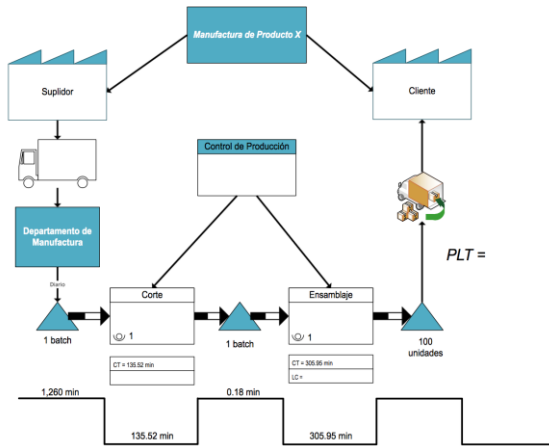 Manufactura de Producto X
Suplidor
Cliente
Control de Producción
Departamento de
Manufactura
PLT =
Diario
Corte
Ensamblaje
1
1
1 batch
1 batch
100
unidades
CT = 135.52 min
CT = 305.95 min
LC =
1,260 min
0.18 min
135.52 min
305.95 min